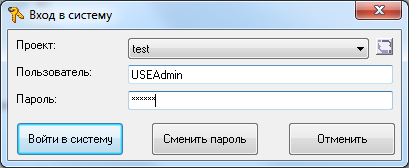 Вход в систему
Проект: test
Пользователь: USEAdmin
Пароль: ******
Войти в систему Сменить пароль Отменить